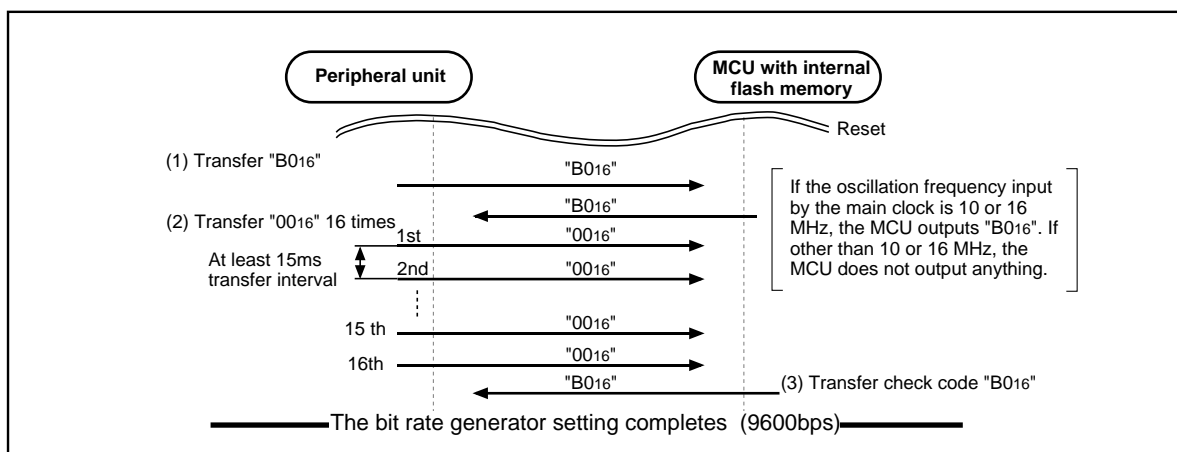 Peripheral unit
MCU with internal
flash memory
Reset
(1) Transfer "B016"
"B016"
"B016"
If the oscillation frequency input
by the main clock is 10 or 16
MHz, the MCU outputs "B016". If
other than 10 or 16 MHz, the
MCU does not output anything.
(2) Transfer "0016" 16 times
1st
"0016"
At least 15ms
transfer interval
2nd
"0016"
15 th
"0016"
16th
"0016"
"B016"
(3) Transfer check code "B016"
The bit rate generator setting completes (9600bps)